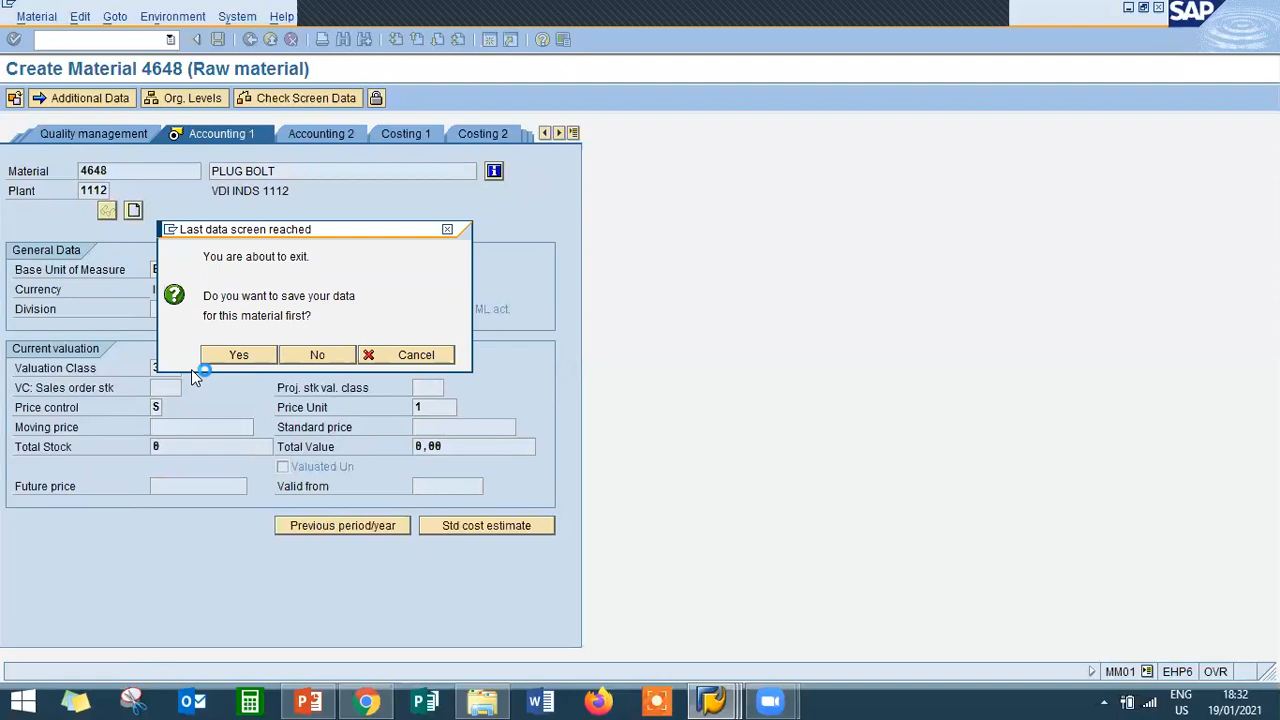 Material Edit Goto Environment System Help
SAP
Create Material 4648 (Raw material)
Additional Data Org. Levels Check Screen Data
Quality management Accounting 1 Accounting 2 Costing 1 Costing 2
Material 4648 PLUG BOLT
Plant 1112 VDI INDS 1112
Last data screen reached
You are about to exit.
Do you want to save your data
for this material first?
Yes No Cancel
General Data
Base Unit of Measure
Currency
Division ML act.
Current valuation
Valuation Class
VC: Sales order stk Proj. stk val. class
Price control S Price Unit 1
Moving price Standard price
Total Stock 0 Total Value 0,00
Valuated Un
Future price Valid from
Previous period/year Std cost estimate
MM01 EHP6 OVR
ENG 18:32
US 19/01/2021